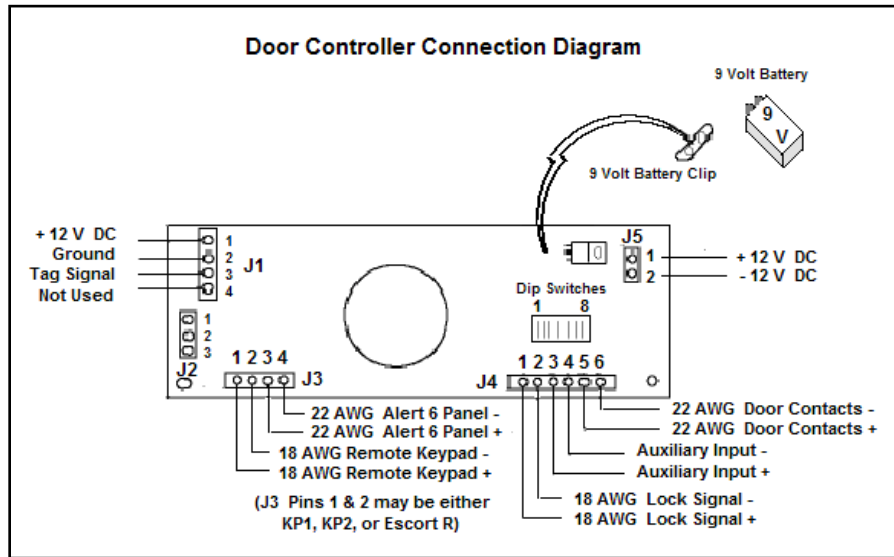 Door Controller Connection Diagram
9 Volt Battery
9
V
9 Volt Battery Clip
+ 12 V DC
Ground
Tag Signal
Not Used
1
2
3
4
J1
J5
1
2
+ 12 V DC
- 12 V DC
Dip Switches
1 8
1
2
3
J2
1 2 3 4
J3
J4
1 2 3 4 5 6
22 AWG Alert 6 Panel -
22 AWG Alert 6 Panel +
18 AWG Remote Keypad -
18 AWG Remote Keypad +
(J3 Pins 1 & 2 may be either
KP1, KP2, or Escort R)
22 AWG Door Contacts -
22 AWG Door Contacts +
Auxiliary Input -
Auxiliary Input +
18 AWG Lock Signal -
18 AWG Lock Signal +